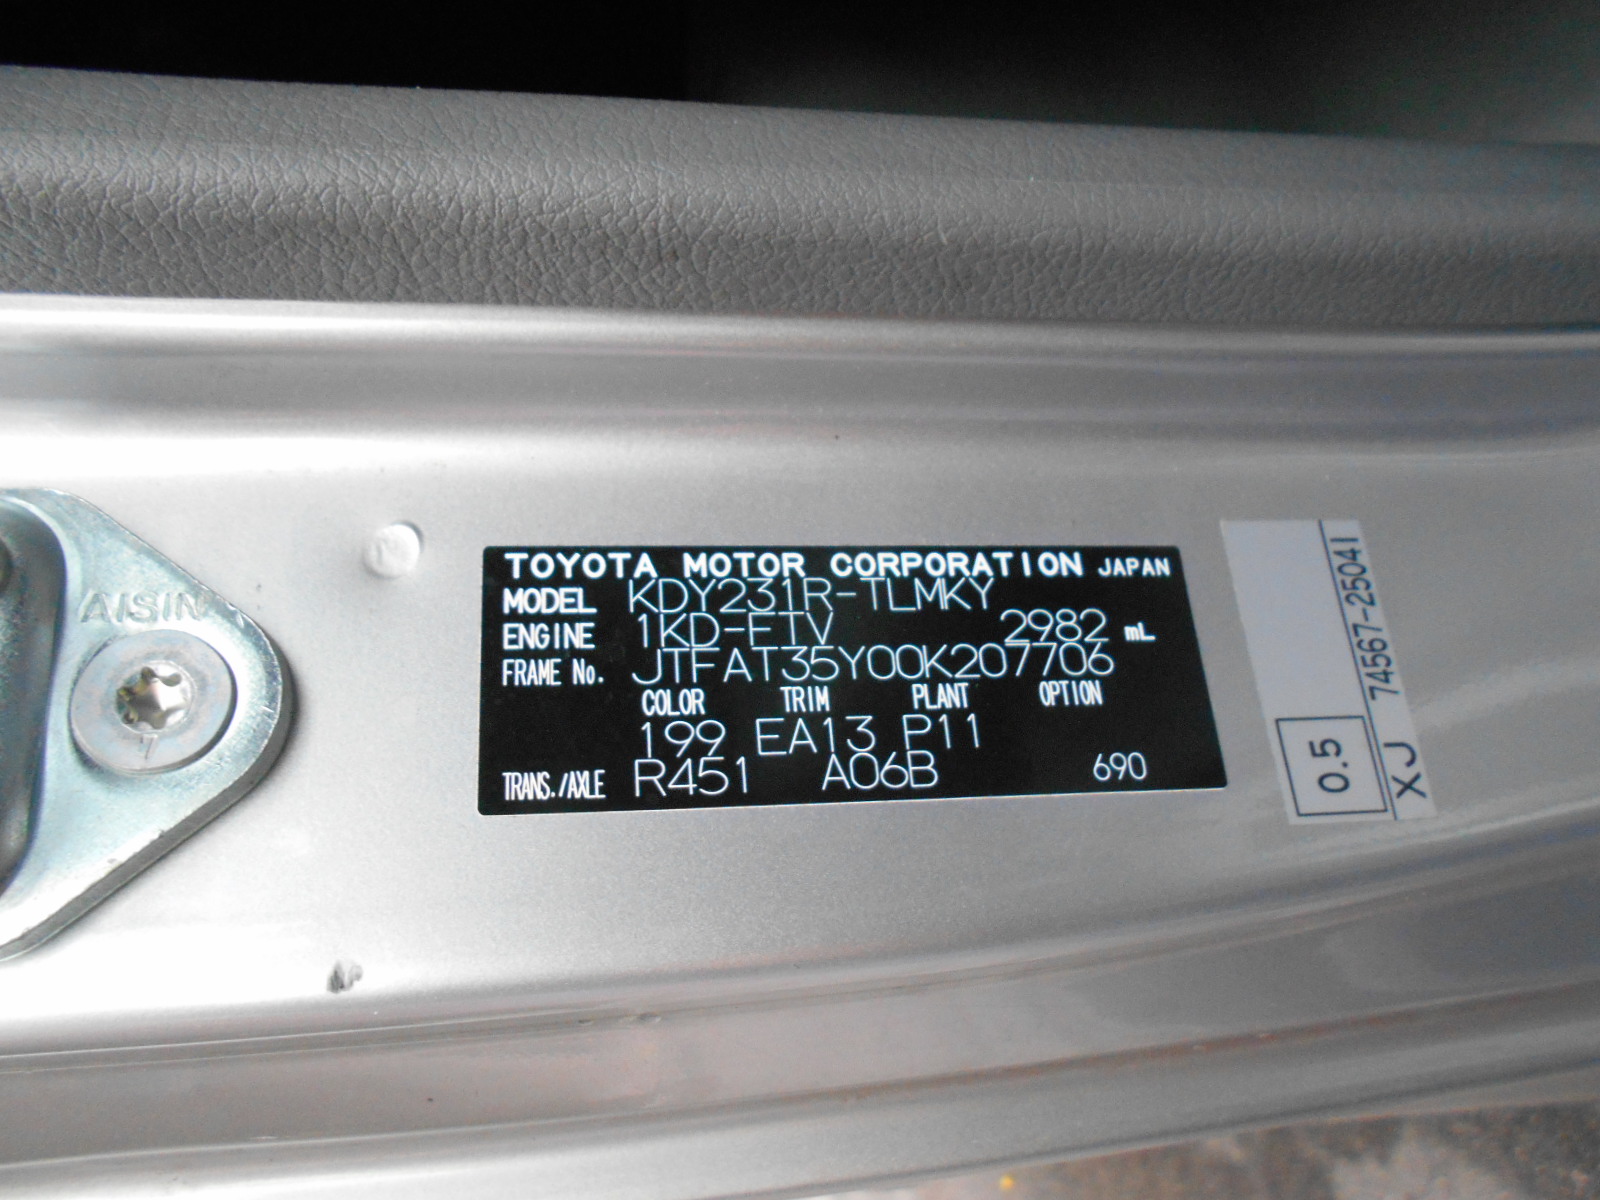 TOYOTA MOTOR CORPORATION JAPAN
MODEL KDY231R-TLMKY
ENGINE 1KD-FTV 2982 mL
FRAME No. JTFAT35Y00K207706
COLOR TRIM PLANT OPTION
199 EA13 P11
TRANS./AXLE R451 A06B 690
AISIN
7
74567-25041
0.5
XJ